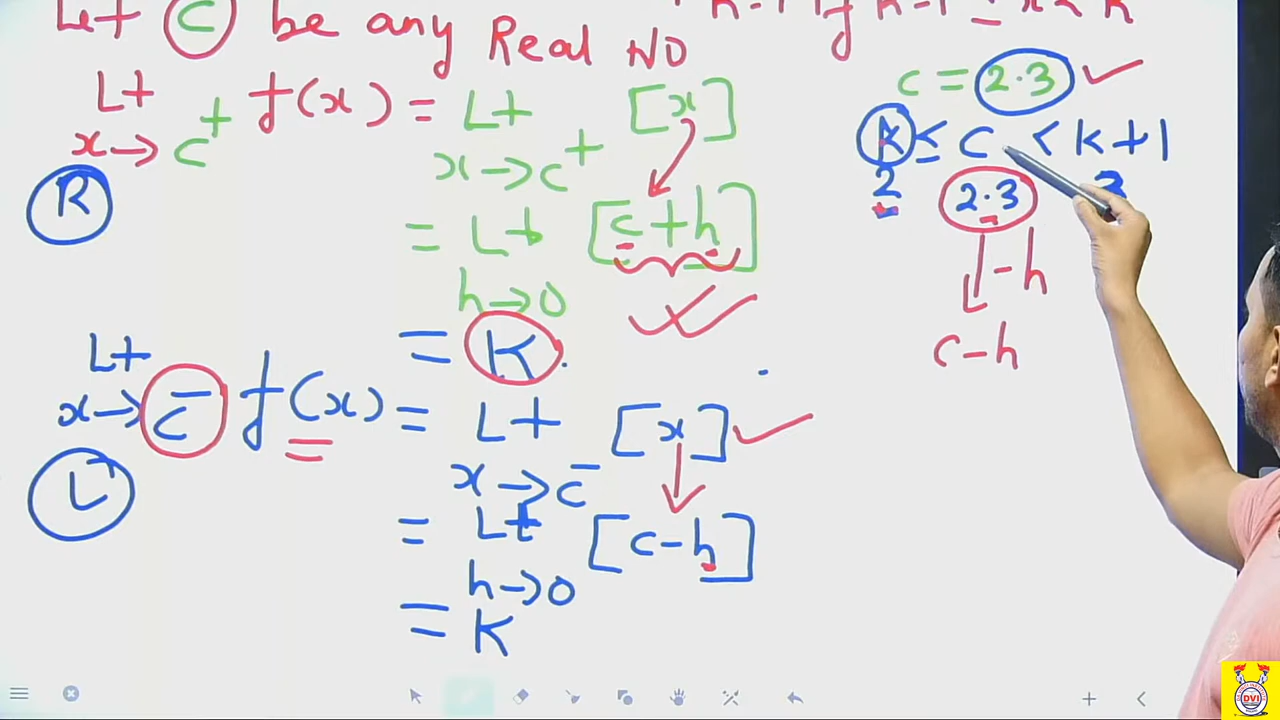 Let c be any Real NO
Lt f(x) = Lt [x]
x→c⁺ x→c⁺
R
= Lt [c+h]
h→0
= K.
Lt f(x) = Lt [x]
x→c⁻ x→c⁻
L
= Lt [c-h]
h→0
= K
c = 2.3
k ≤ c < k+1
2 2.3
-h
c-h
DVI